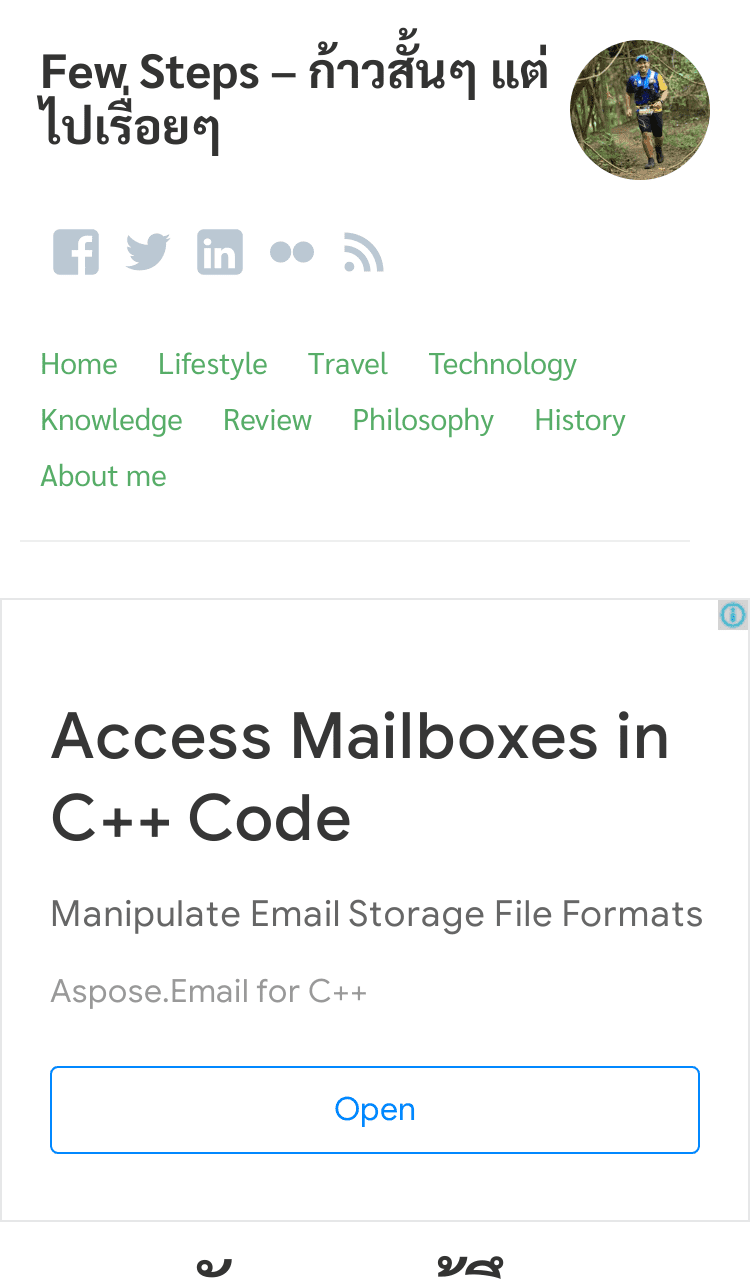 Few Steps – ก้าวสั้นๆ แต่
ไปเรื่อยๆ
Home Lifestyle Travel Technology
Knowledge Review Philosophy History
About me
Access Mailboxes in
C++ Code
Manipulate Email Storage File Formats
Aspose.Email for C++
Open